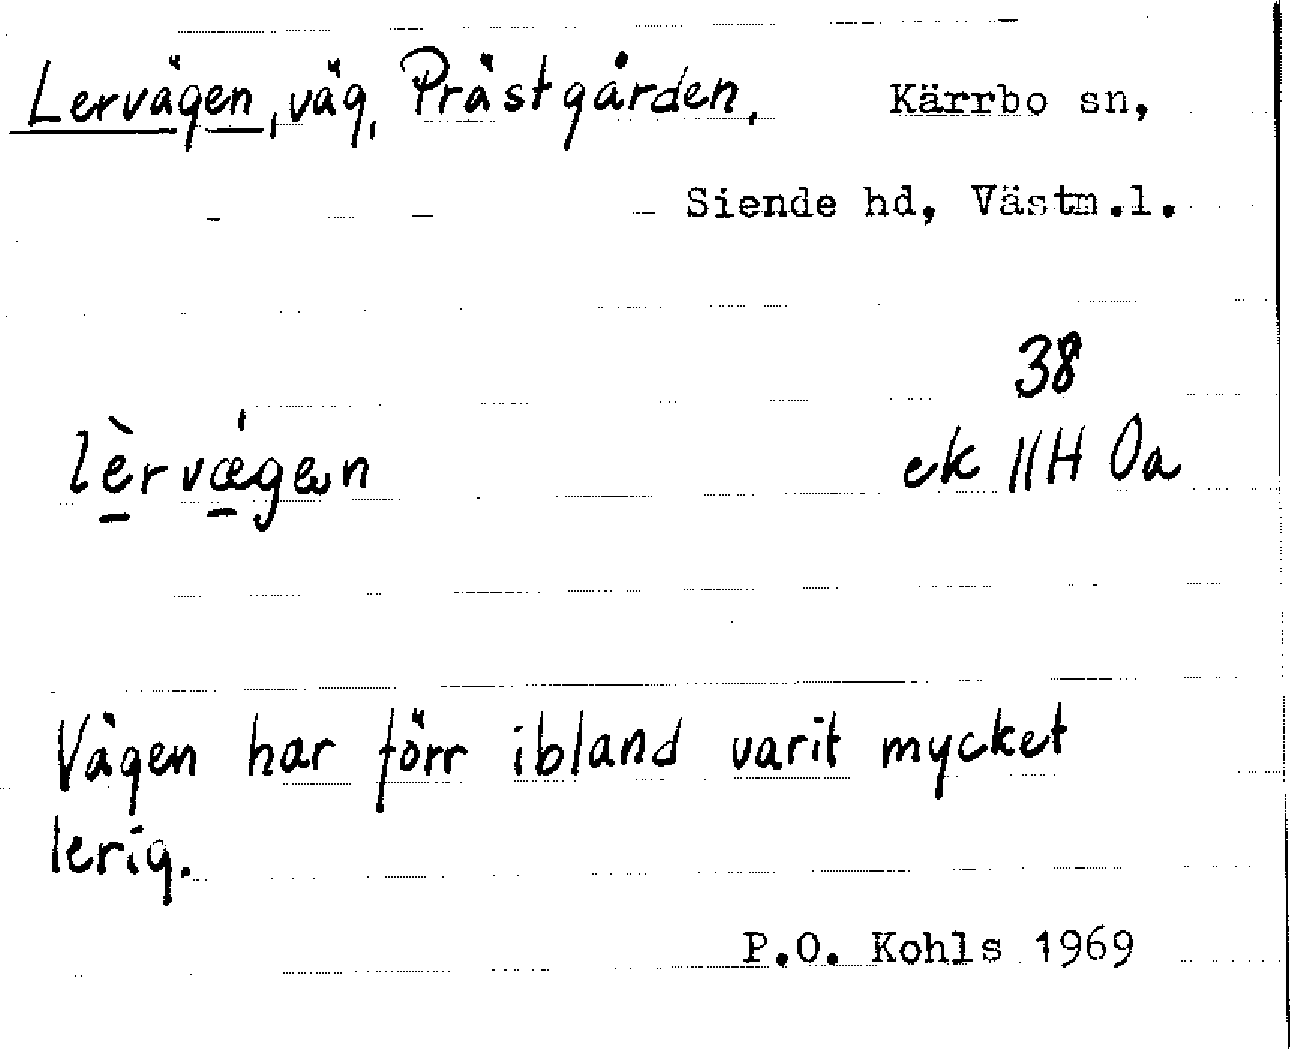 Lervägen, väg, Prästgården, Kärrbo sn,
Siende hd, Västm.l.
38
lèrvǽgen ek 11H 0a
Vägen har förr ibland varit mycket
lerig.
P.O. Kohls 1969